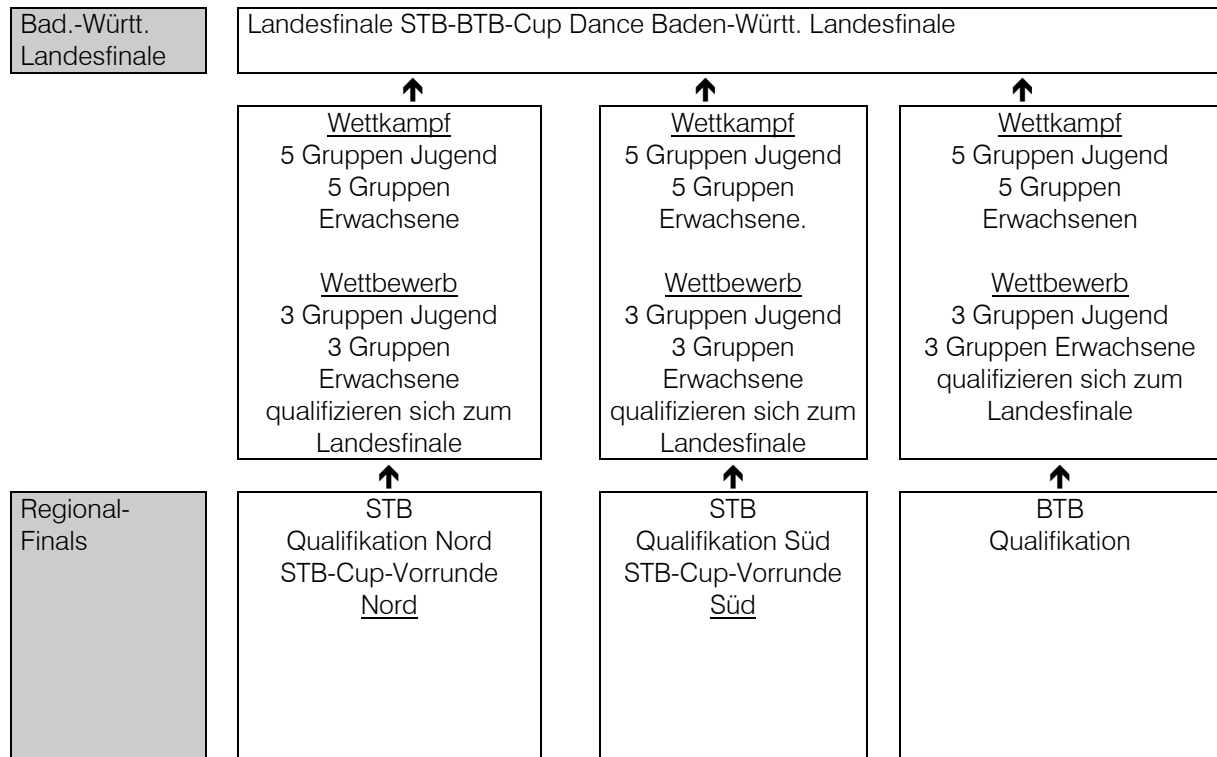 Bad.-Württ.
Landesfinale
Landesfinale STB-BTB-Cup Dance Baden-Württ. Landesfinale
Wettkampf
5 Gruppen Jugend
5 Gruppen
Erwachsene
Wettbewerb
3 Gruppen Jugend
3 Gruppen
Erwachsene
qualifizieren sich zum
Landesfinale
Wettkampf
5 Gruppen Jugend
5 Gruppen
Erwachsene.
Wettbewerb
3 Gruppen Jugend
3 Gruppen
Erwachsene
qualifizieren sich zum
Landesfinale
Wettkampf
5 Gruppen Jugend
5 Gruppen
Erwachsenen
Wettbewerb
3 Gruppen Jugend
3 Gruppen Erwachsene
qualifizieren sich zum
Landesfinale
Regional-
Finals
STB
Qualifikation Nord
STB-Cup-Vorrunde
Nord
STB
Qualifikation Süd
STB-Cup-Vorrunde
Süd
BTB
Qualifikation